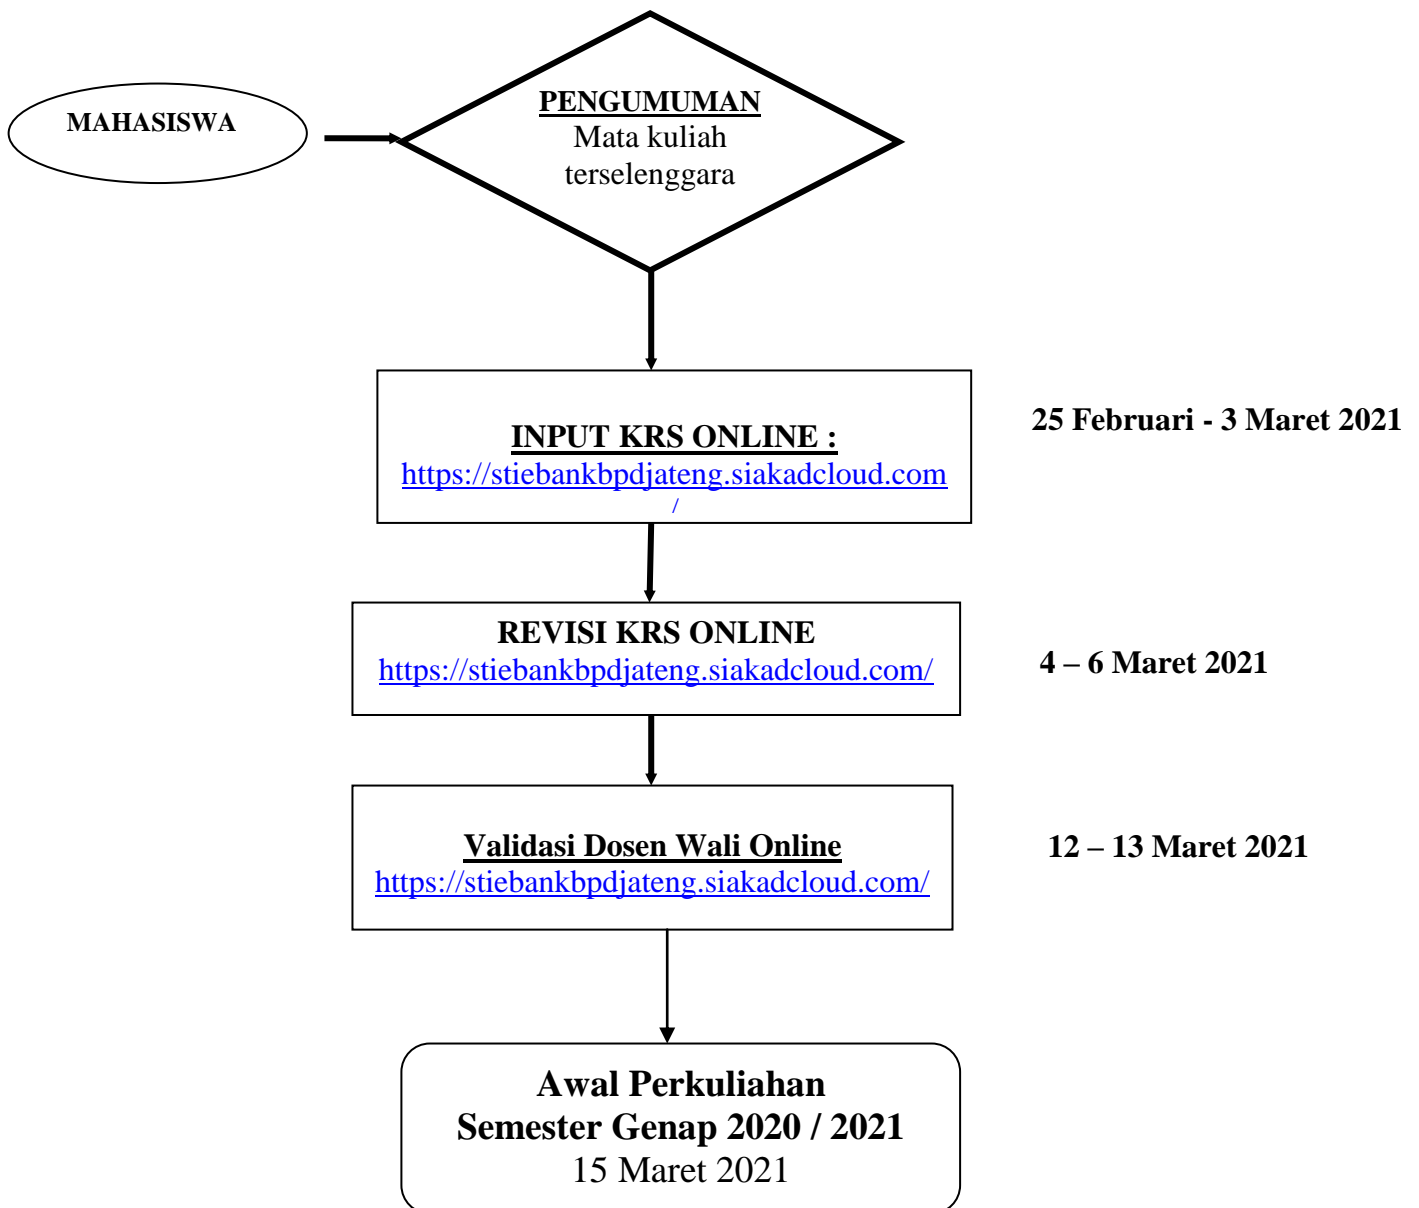 MAHASISWA
PENGUMUMAN
Mata kuliah
terselenggara
INPUT KRS ONLINE :
https://stiebankbpdjateng.siakadcloud.com
/
25 Februari - 3 Maret 2021
REVISI KRS ONLINE
https://stiebankbpdjateng.siakadcloud.com/
4 – 6 Maret 2021
Validasi Dosen Wali Online
https://stiebankbpdjateng.siakadcloud.com/
12 – 13 Maret 2021
Awal Perkuliahan
Semester Genap 2020 / 2021
15 Maret 2021